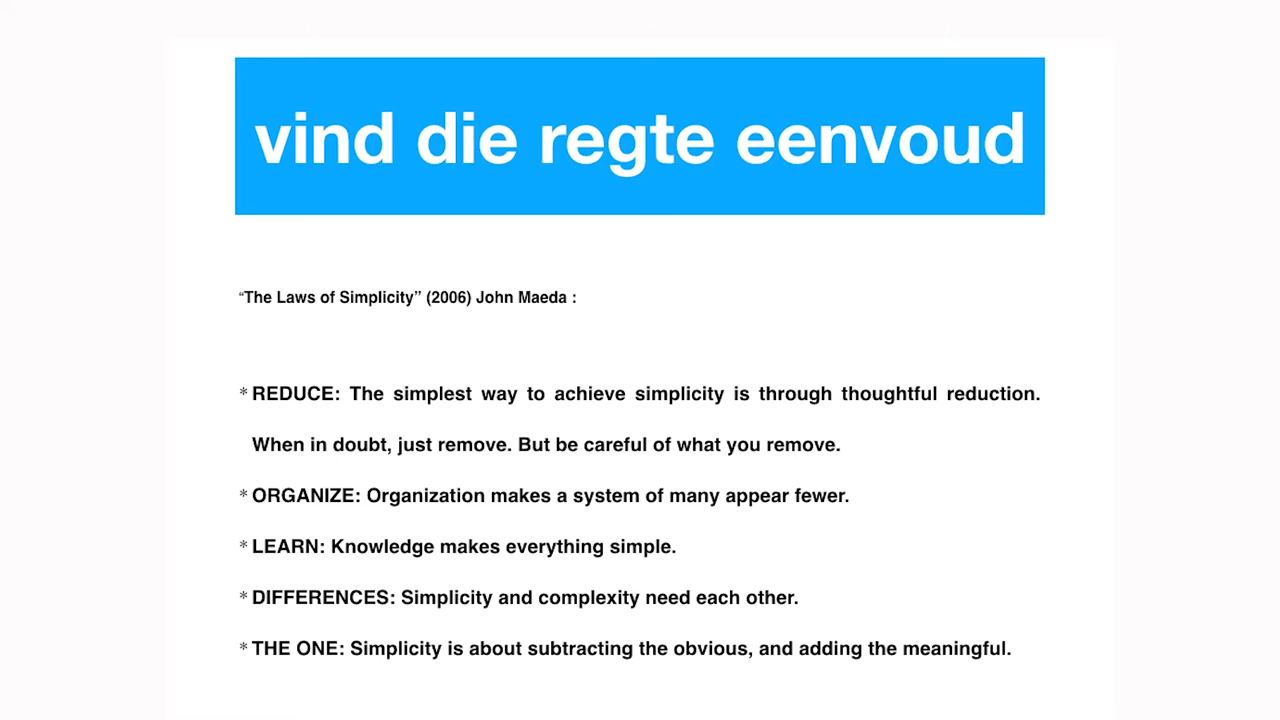 vind die regte eenvoud
“The Laws of Simplicity” (2006) John Maeda :
* REDUCE: The simplest way to achieve simplicity is through thoughtful reduction.
When in doubt, just remove. But be careful of what you remove.
* ORGANIZE: Organization makes a system of many appear fewer.
* LEARN: Knowledge makes everything simple.
* DIFFERENCES: Simplicity and complexity need each other.
* THE ONE: Simplicity is about subtracting the obvious, and adding the meaningful.